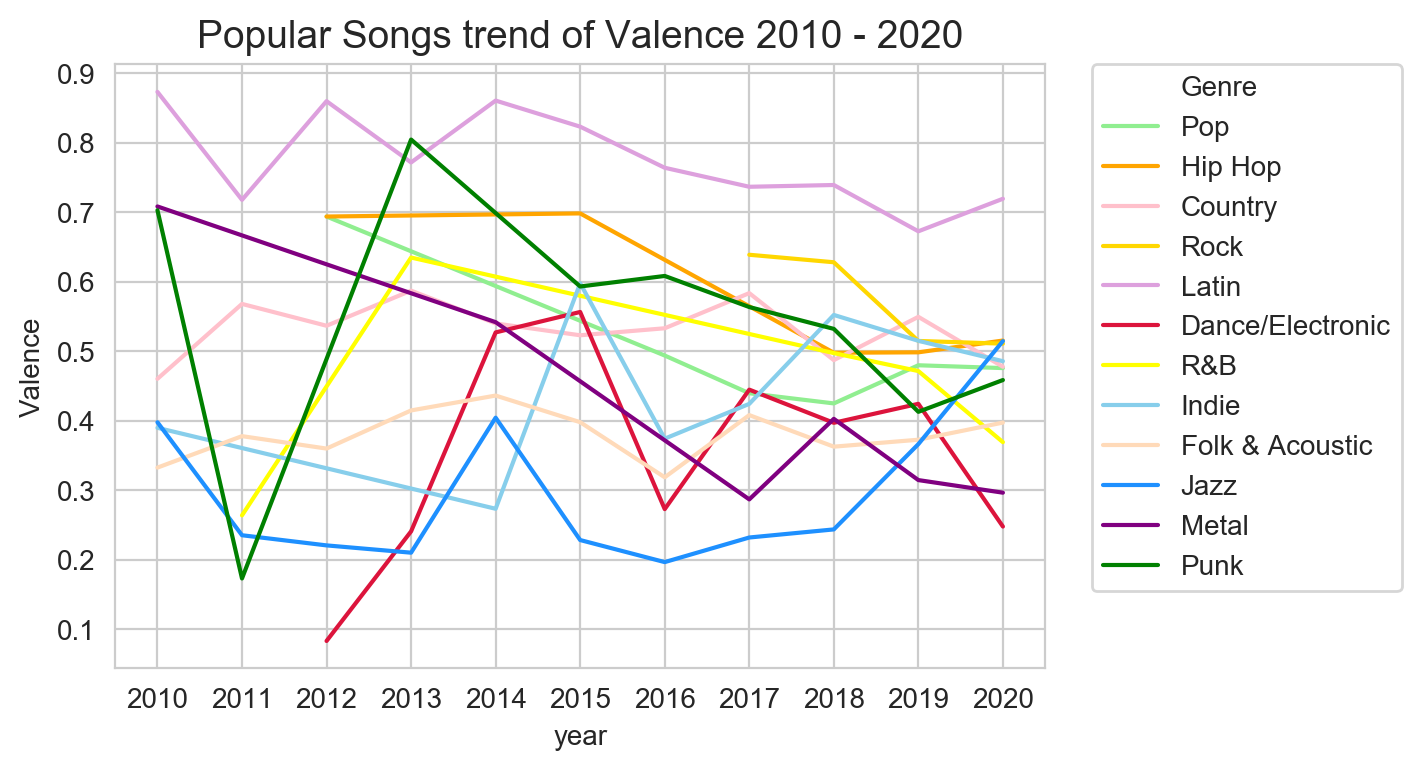 Popular Songs trend of Valence 2010 - 2020
0.9
0.8
0.7
0.6
0.5
0.4
0.3
0.2
0.1
Valence
2010 2011 2012 2013 2014 2015 2016 2017 2018 2019 2020
year
Genre
Pop
Hip Hop
Country
Rock
Latin
Dance/Electronic
R&B
Indie
Folk & Acoustic
Jazz
Metal
Punk